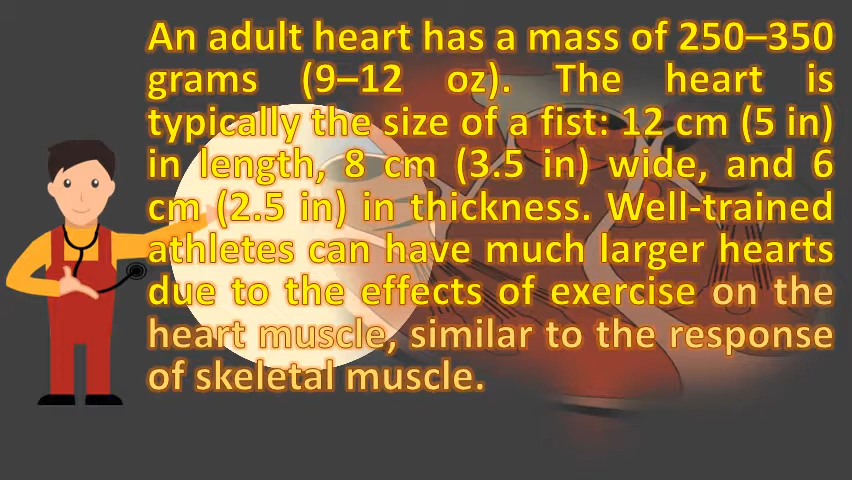 An adult heart has a mass of 250–350
grams (9–12 oz). The heart is
typically the size of a fist: 12 cm (5 in)
in length, 8 cm (3.5 in) wide, and 6
cm (2.5 in) in thickness. Well-trained
athletes can have much larger hearts
due to the effects of exercise on the
heart muscle, similar to the response
of skeletal muscle.